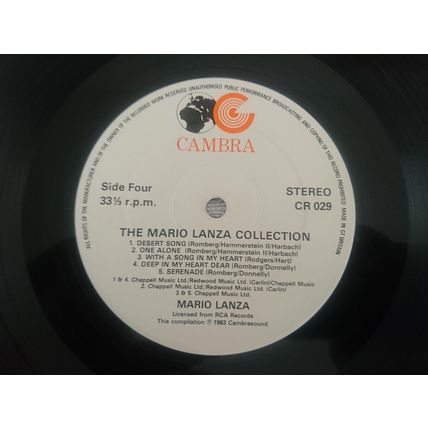 ALL RIGHTS OF THE MANUFACTURER AND OF THE OWNER OF THE RECORDED WORK RESERVED UNAUTHORISED PUBLIC PERFORMANCE BROADCASTING AND COPYING OF THIS RECORD PROHIBITED MADE IN GT BRITAIN
CAMBRA
Side Four
33⅓ r.p.m.
STEREO
CR 029
THE MARIO LANZA COLLECTION
1. DESERT SONG (Romberg/Hammerstein II/Harbach)
2. ONE ALONE (Romberg/Hammerstein II/Harbach)
3. WITH A SONG IN MY HEART (Rodgers/Hart)
4. DEEP IN MY HEART DEAR (Romberg/Donnelly)
5. SERENADE (Romberg/Donnelly)
1 & 4. Chappell Music Ltd./Redwood Music Ltd.(Carlin)/Chappell Music
2. Chappell Music Ltd./Redwood Music Ltd. (Carlin)
3 & 5. Chappell Music Ltd.
MARIO LANZA
Licensed from RCA Records
This compilation ℗ 1983 Cambrasound